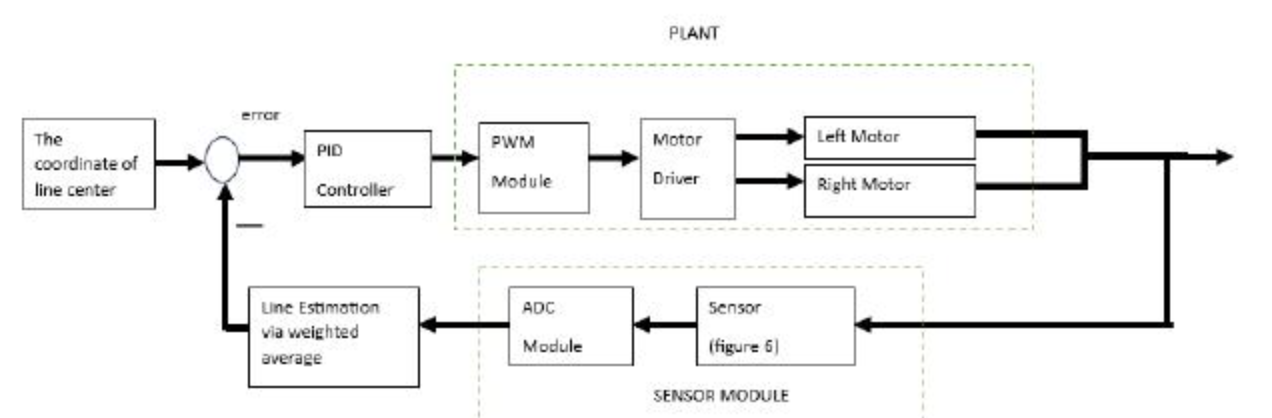 PLANT
error
The
coordinate of
line center
PID
Controller
PWM
Module
Motor
Driver
Left Motor
Right Motor
—
Line Estimation
via weighted
average
ADC
Module
Sensor
(figure 6)
SENSOR MODULE